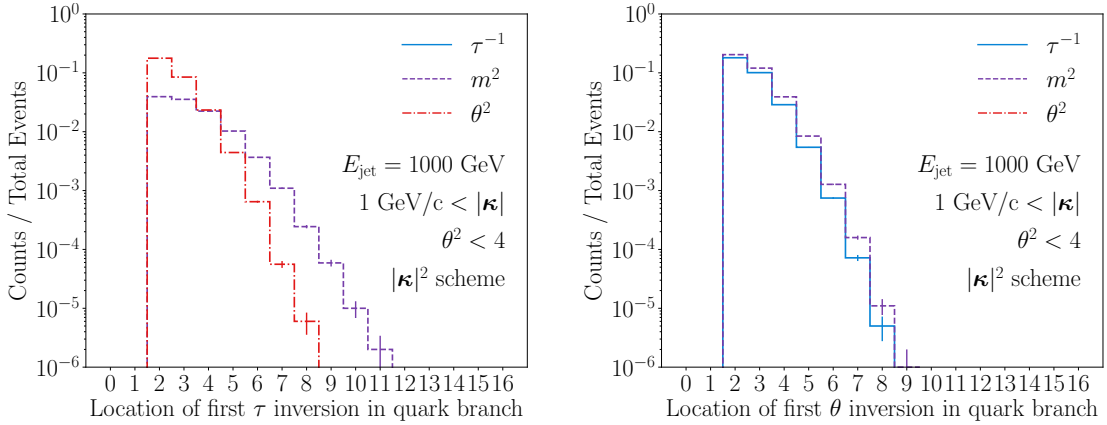 Counts / Total Events
10^0
10^{-1}
10^{-2}
10^{-3}
10^{-4}
10^{-5}
10^{-6}
τ^{-1}
m^2
θ^2
E_jet = 1000 GeV
1 GeV/c < |κ|
θ^2 < 4
|κ|^2 scheme
0 1 2 3 4 5 6 7 8 9 10 11 12 13 14 15 16
Location of first τ inversion in quark branch
Counts / Total Events
10^0
10^{-1}
10^{-2}
10^{-3}
10^{-4}
10^{-5}
10^{-6}
τ^{-1}
m^2
θ^2
E_jet = 1000 GeV
1 GeV/c < |κ|
θ^2 < 4
|κ|^2 scheme
0 1 2 3 4 5 6 7 8 9 10 11 12 13 14 15 16
Location of first θ inversion in quark branch